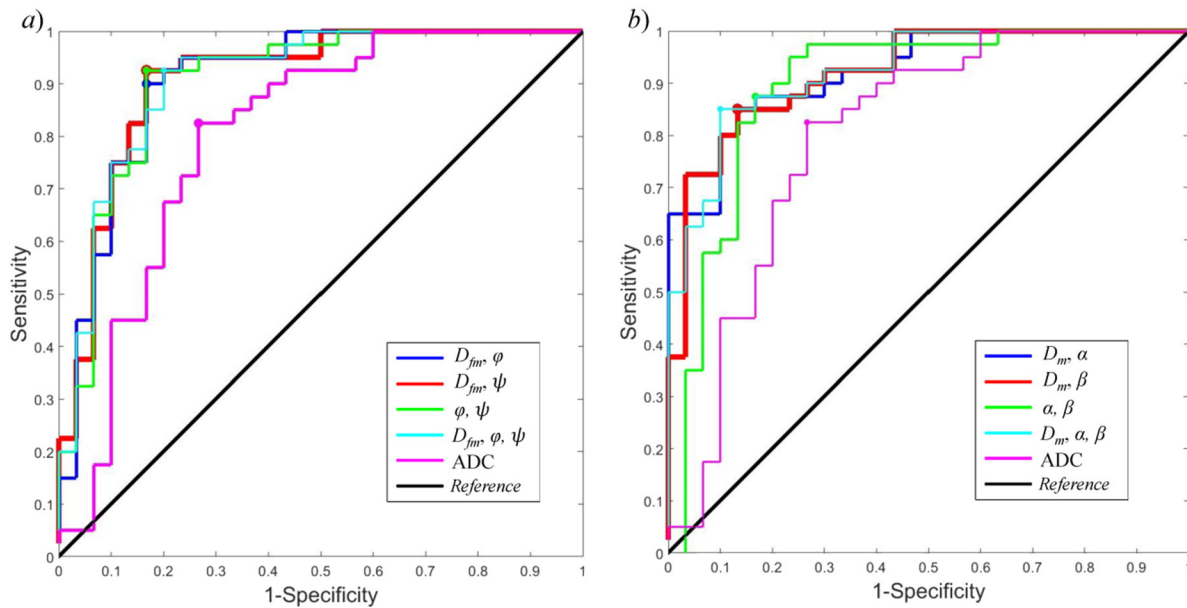 a)
1
0.9
0.8
0.7
0.6
0.5
0.4
0.3
0.2
0.1
0
Sensitivity
D_fm, φ
D_fm, ψ
φ, ψ
D_fm, φ, ψ
ADC
Reference
0 0.1 0.2 0.3 0.4 0.5 0.6 0.7 0.8 0.9 1
1-Specificity
b)
1
0.9
0.8
0.7
0.6
0.5
0.4
0.3
0.2
0.1
0
Sensitivity
D_m, α
D_m, β
α, β
D_m, α, β
ADC
Reference
0 0.1 0.2 0.3 0.4 0.5 0.6 0.7 0.8 0.9 1
1-Specificity